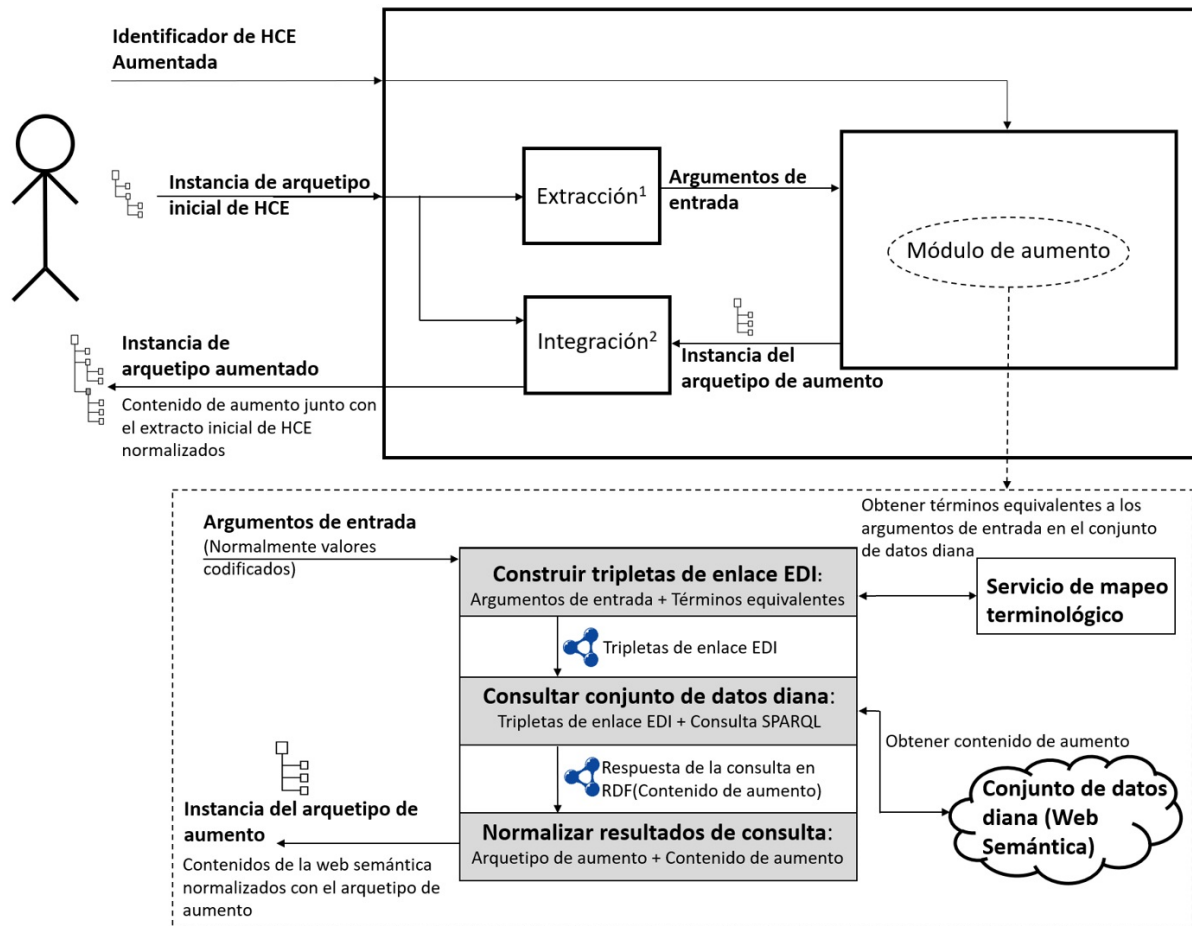 Identificador de HCE
Aumentada
Instancia de arquetipo
inicial de HCE
Extracción¹
Argumentos de
entrada
Módulo de aumento
Integración²
Instancia del
arquetipo de aumento
Instancia de
arquetipo aumentado
Contenido de aumento junto con
el extracto inicial de HCE
normalizados
Obtener términos equivalentes a los
argumentos de entrada en el conjunto
de datos diana
Argumentos de entrada
(Normalmente valores
codificados)
Construir tripletas de enlace EDI:
Argumentos de entrada + Términos equivalentes
Servicio de mapeo
terminológico
Tripletas de enlace EDI
Consultar conjunto de datos diana:
Tripletas de enlace EDI + Consulta SPARQL
Obtener contenido de aumento
Respuesta de la consulta en
RDF(Contenido de aumento)
Conjunto de datos
diana (Web
Semántica)
Instancia del arquetipo de
aumento
Normalizar resultados de consulta:
Arquetipo de aumento + Contenido de aumento
Contenidos de la web semántica
normalizados con el arquetipo de
aumento